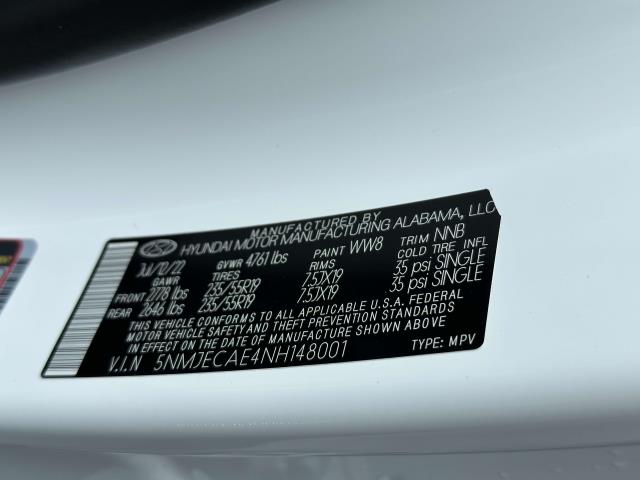 MANUFACTURED BY
HYUNDAI MOTOR MANUFACTURING ALABAMA, LLC
GVWR 4761 lbs PAINT WW8 TRIM NNB
GAWR TIRES RIMS COLD TIRE INFL
FRONT 2778 lbs 235/55R19 7.5JX19 35 psi SINGLE
REAR 2646 lbs 235/55R19 7.5JX19 35 psi SINGLE
THIS VEHICLE CONFORMS TO ALL APPLICABLE U.S.A. FEDERAL
MOTOR VEHICLE SAFETY AND THEFT PREVENTION STANDARDS
IN EFFECT ON THE DATE OF MANUFACTURE SHOWN ABOVE
V.I.N 5NMJECAE4NH148001 TYPE: MPV